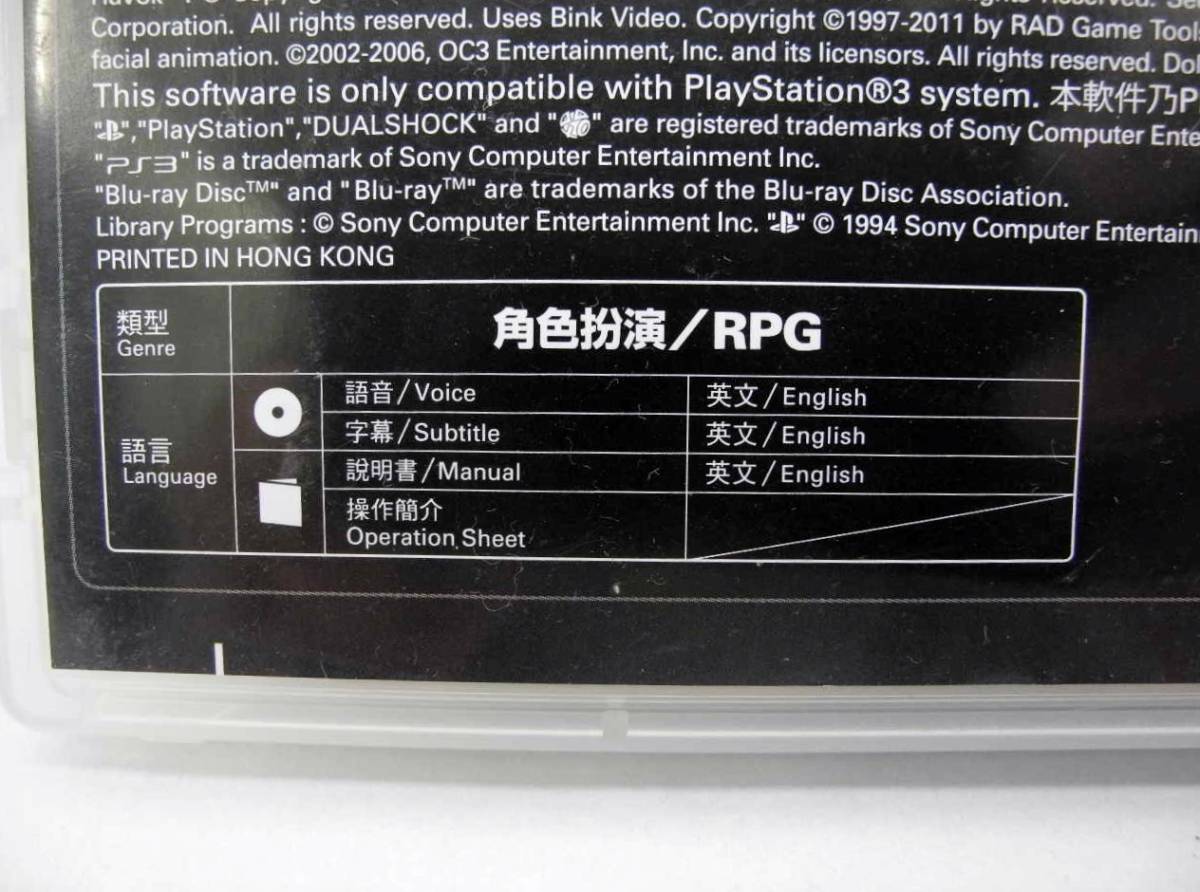 Corporation. All rights reserved. Uses Bink Video. Copyright ©1997-2011 by RAD Game Tools
facial animation. ©2002-2006, OC3 Entertainment, Inc. and its licensors. All rights reserved. Dol
This software is only compatible with PlayStation®3 system. 本軟件乃P
"","PlayStation","DUALSHOCK" and "" are registered trademarks of Sony Computer Ente
"PS3" is a trademark of Sony Computer Entertainment Inc.
"Blu-ray Disc™" and "Blu-ray™" are trademarks of the Blu-ray Disc Association.
Library Programs : © Sony Computer Entertainment Inc. "" © 1994 Sony Computer Entertain
PRINTED IN HONG KONG
類型
Genre
角色扮演/RPG
語言
Language
語音/Voice 英文/English
字幕/Subtitle 英文/English
說明書/Manual 英文/English
操作簡介
Operation Sheet